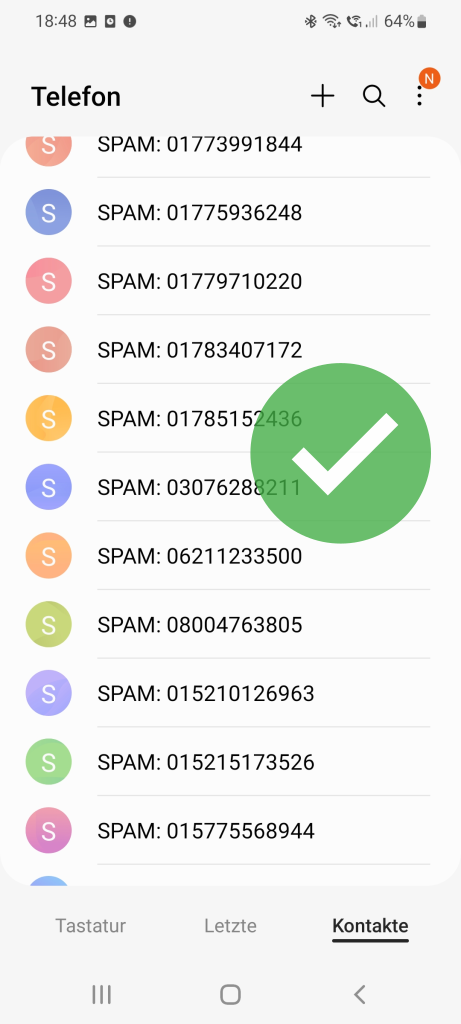 18:48
64%
N
Telefon
S SPAM: 01773991844
S SPAM: 01775936248
S SPAM: 01779710220
S SPAM: 01783407172
S SPAM: 01785152436
S SPAM: 03076288211
S SPAM: 06211233500
S SPAM: 08004763805
S SPAM: 015210126963
S SPAM: 015215173526
S SPAM: 015775568944
Tastatur Letzte Kontakte